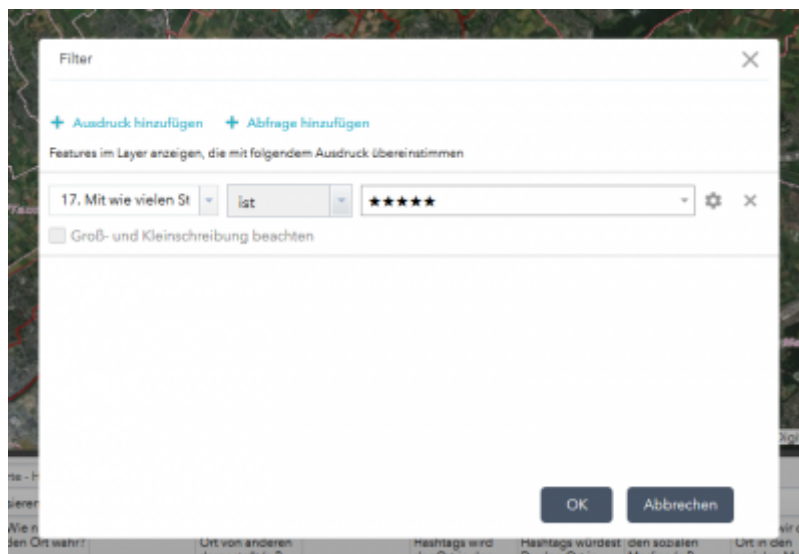 Filter
+ Ausdruck hinzufügen + Abfrage hinzufügen
Features im Layer anzeigen, die mit folgendem Ausdruck übereinstimmen
17. Mit wie vielen St ist ★★★★★
Groß- und Kleinschreibung beachten
OK Abbrechen
den Ort wahr? Ort von anderen Hashtags wird Hashtags würdest den sozialen Ort in den